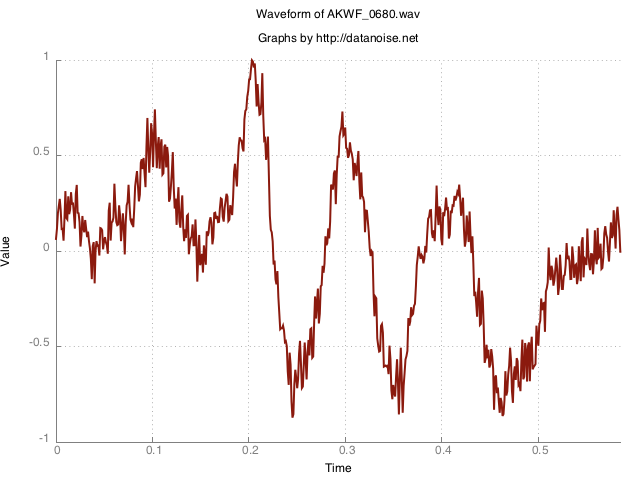 Waveform of AKWF_0680.wav
Graphs by http://datanoise.net
1
0.5
0
-0.5
-1
Value
0 0.1 0.2 0.3 0.4 0.5
Time